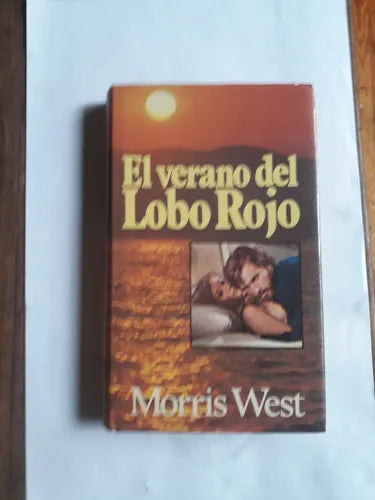 El verano del
Lobo Rojo
Morris West